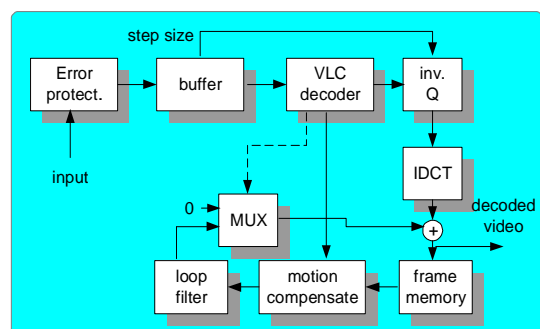 step size
Error
protect.
buffer
VLC
decoder
inv.
Q
input
IDCT
0
MUX
+
decoded
video
loop
filter
motion
compensate
frame
memory